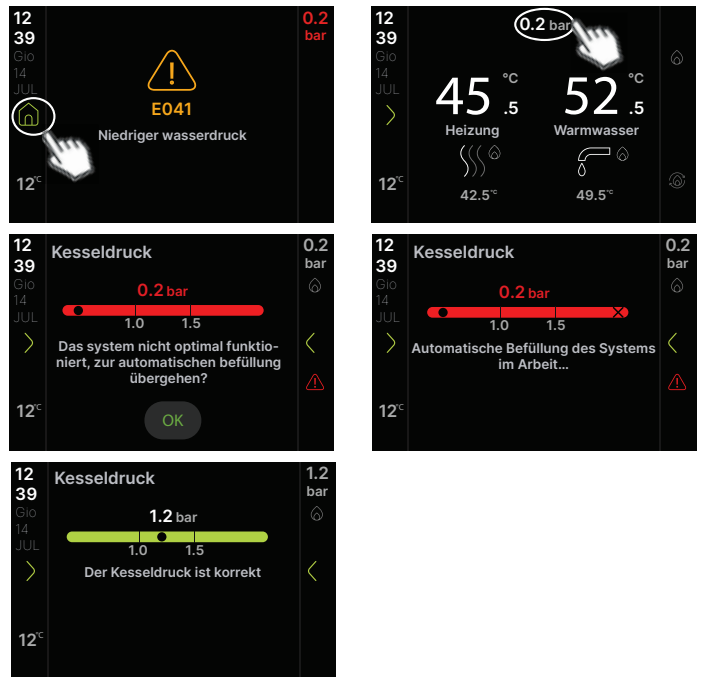 12
39
Gio
14
JUL
12°C
0.2
bar
E041
Niedriger wasserdruck
12
39
Gio
14
JUL
12°C
0.2 bar
45.5 °C
52.5 °C
Heizung
Warmwasser
42.5°C
49.5°C
12
39
Gio
14
JUL
12°C
Kesseldruck
0.2
bar
0.2 bar
1.0 1.5
Das system nicht optimal funktio-
niert, zur automatischen befüllung
übergehen?
OK
12
39
Gio
14
JUL
12°C
Kesseldruck
0.2
bar
0.2 bar
1.0 1.5
Automatische Befüllung des Systems
im Arbeit...
12
39
Gio
14
JUL
12°C
Kesseldruck
1.2
bar
1.2 bar
1.0 1.5
Der Kesseldruck ist korrekt